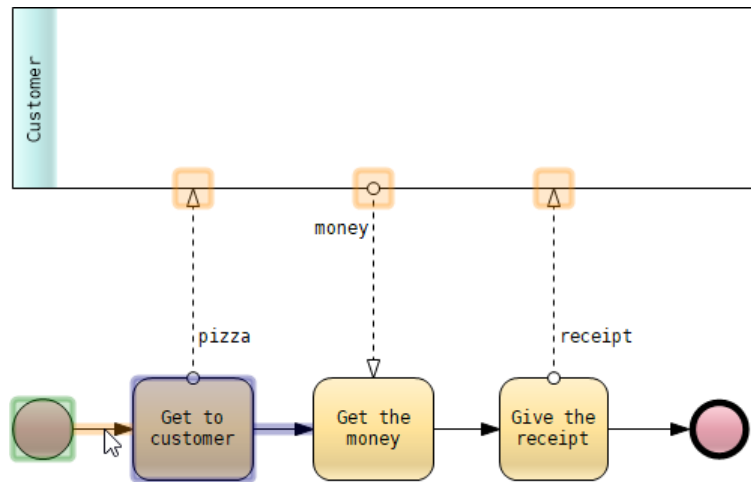 Customer
money
pizza
receipt
Get to
customer
Get the
money
Give the
receipt